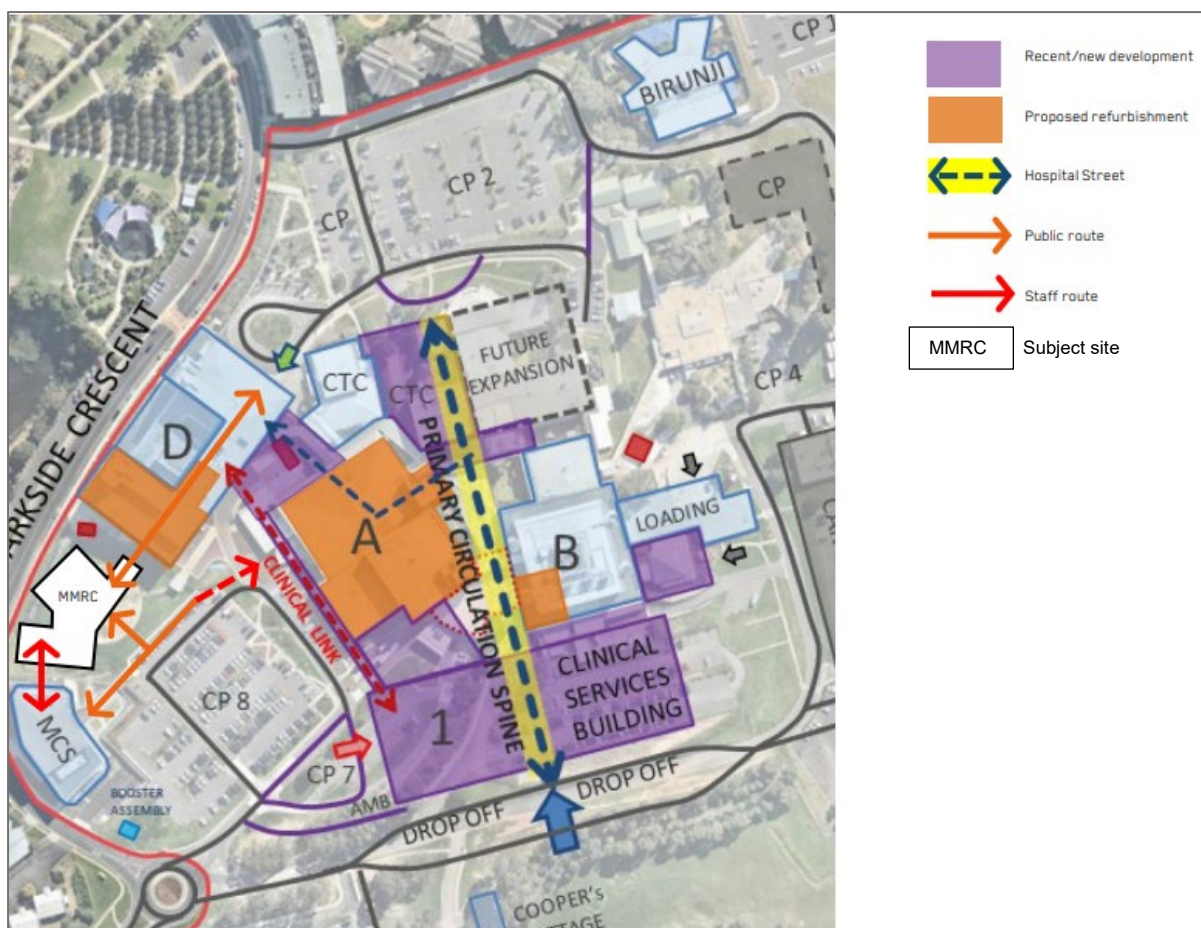 CP 1
BIRUNJI
CP 2
CP
CP
PARKSIDE CRESCENT
FUTURE
EXPANSION
CTC
CTC
CP 4
D
PRIMARY CIRCULATION SPINE
A
B
LOADING
MMRC
CLINICAL LINK
CLINICAL
SERVICES
BUILDING
CP 8
1
MCS
CP 7
BOOSTER
ASSEMBLY
AMB
DROP OFF
DROP OFF
COOPER's
Recent/new development
Proposed refurbishment
Hospital Street
Public route
Staff route
MMRC Subject site